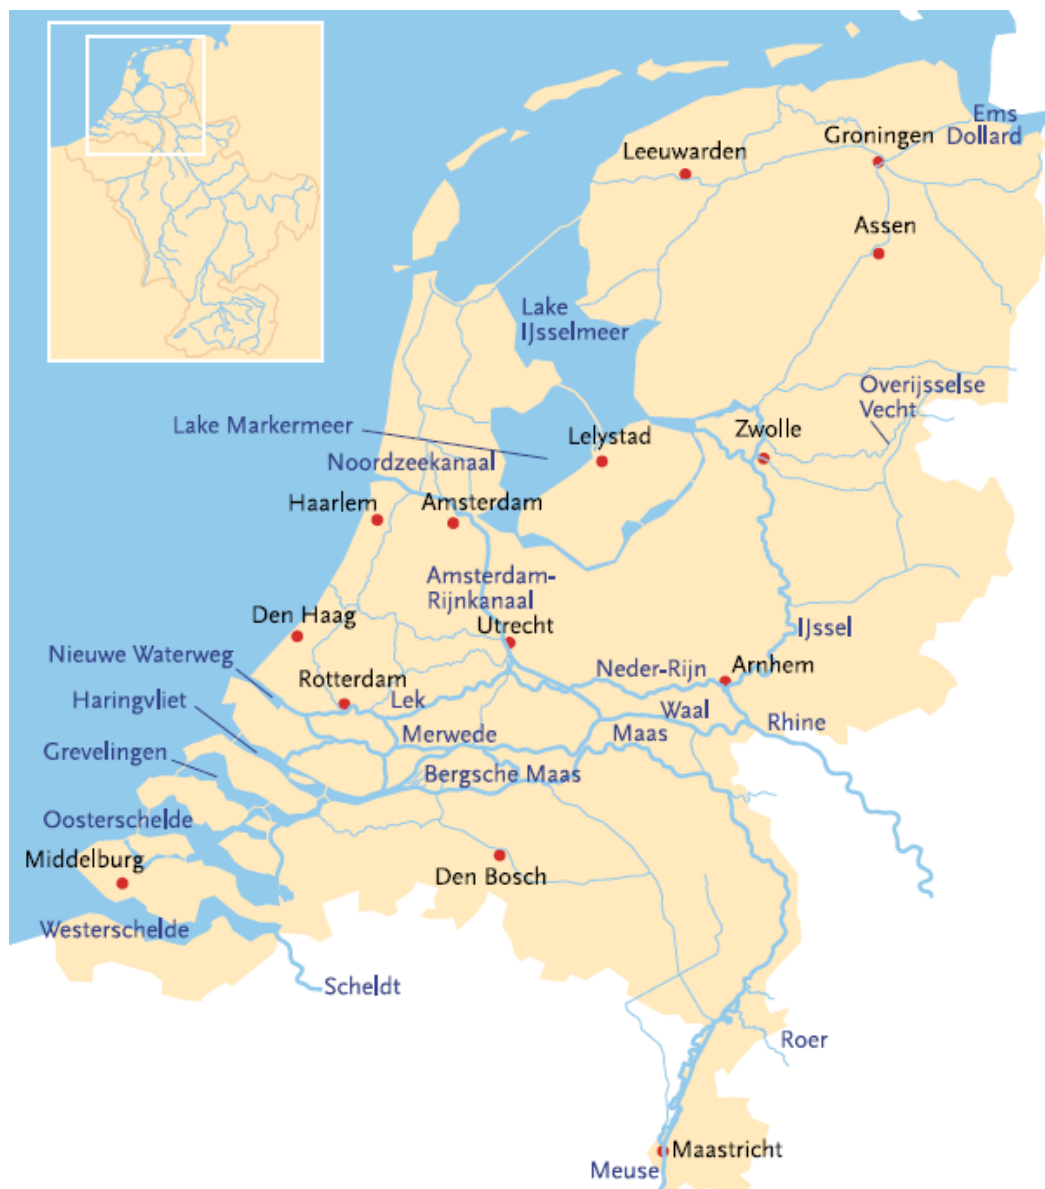 Ems
Dollard
Groningen
Leeuwarden
Assen
Lake
IJsselmeer
Overijsselse
Vecht
Lake Markermeer
Lelystad
Zwolle
Noordzeekanaal
Haarlem
Amsterdam
Amsterdam-
Rijnkanaal
Den Haag
Utrecht
IJssel
Nieuwe Waterweg
Neder-Rijn
Arnhem
Rotterdam
Haringvliet
Lek
Waal
Rhine
Merwede
Maas
Grevelingen
Bergsche Maas
Oosterschelde
Middelburg
Den Bosch
Westerschelde
Scheldt
Roer
Maastricht
Meuse